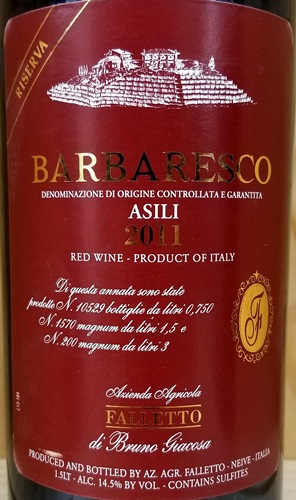 RISERVA
BARBARESCO
DENOMINAZIONE DI ORIGINE CONTROLLATA E GARANTITA
ASILI
2011
RED WINE - PRODUCT OF ITALY
Di questa annata sono state
prodotte N. 10529 bottiglie da litri 0,750
N. 1570 magnum da litri 1,5 e
N. 200 magnum da litri 3
F
L 13-184
Azienda Agricola
FALLETTO
di Bruno Giacosa
PRODUCED AND BOTTLED BY AZ. AGR. FALLETTO - NEIVE - ITALIA
1.5LT - ALC. 14.5% BY VOL. - CONTAINS SULFITES